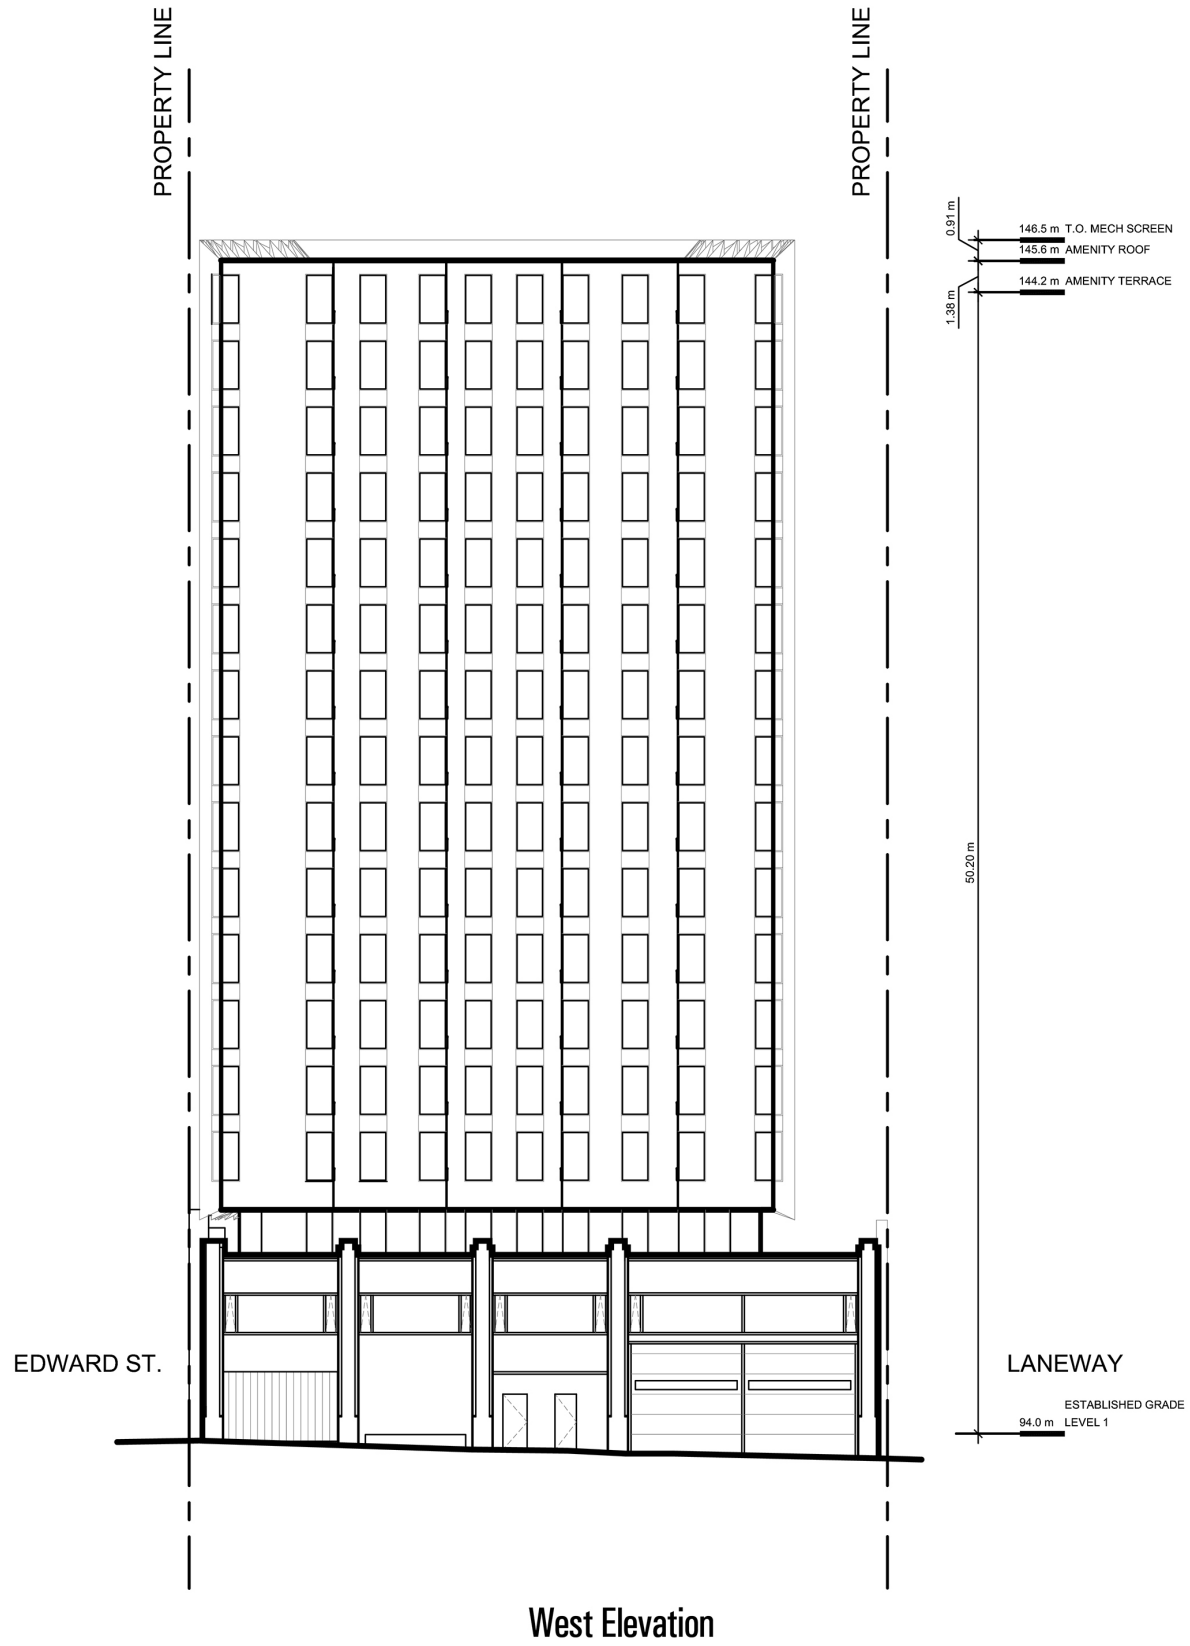 PROPERTY LINE
PROPERTY LINE
0.91 m
146.5 m T.O. MECH SCREEN
145.6 m AMENITY ROOF
144.2 m AMENITY TERRACE
1.38 m
50.20 m
EDWARD ST.
LANEWAY
ESTABLISHED GRADE
94.0 m LEVEL 1
West Elevation